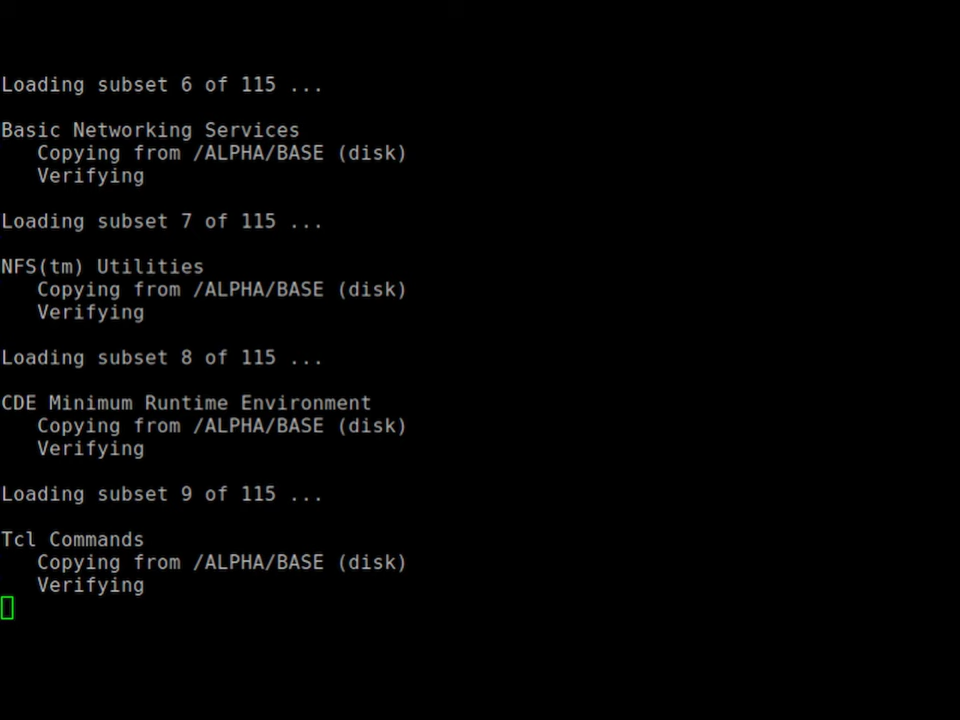 Loading subset 6 of 115 ...
Basic Networking Services
Copying from /ALPHA/BASE (disk)
Verifying
Loading subset 7 of 115 ...
NFS(tm) Utilities
Copying from /ALPHA/BASE (disk)
Verifying
Loading subset 8 of 115 ...
CDE Minimum Runtime Environment
Copying from /ALPHA/BASE (disk)
Verifying
Loading subset 9 of 115 ...
Tcl Commands
Copying from /ALPHA/BASE (disk)
Verifying